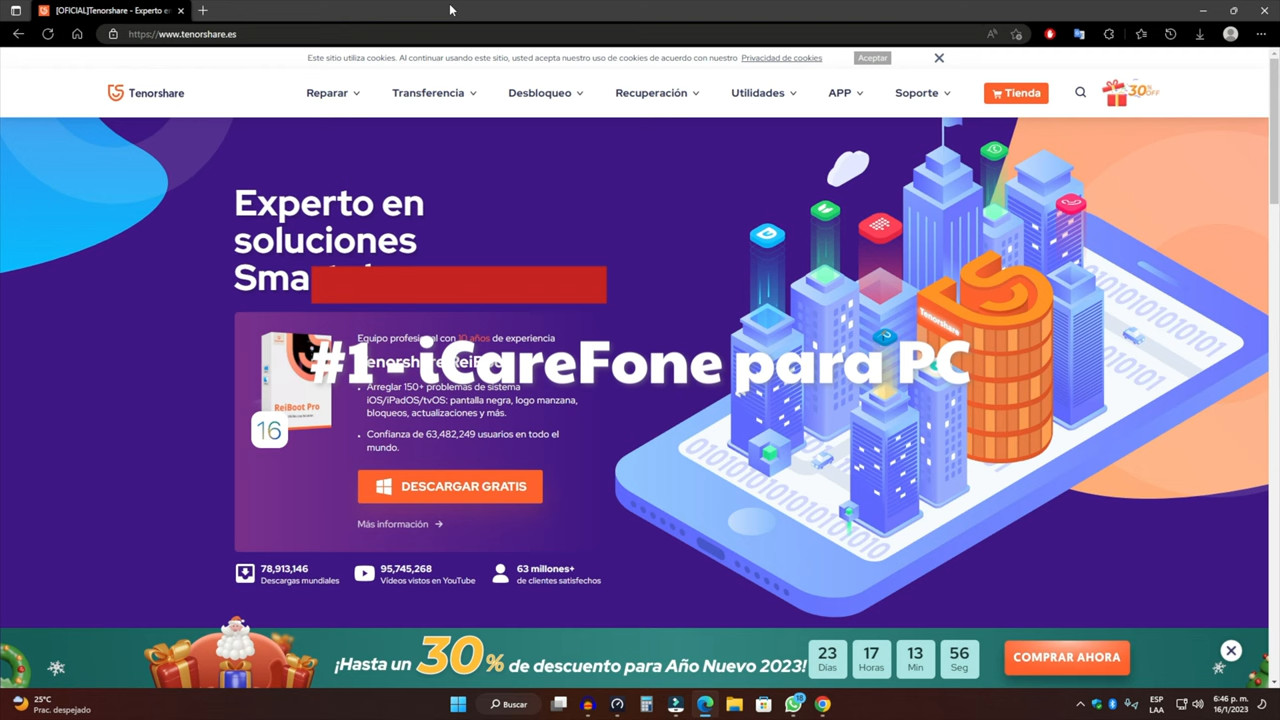 [OFICIAL]Tenorshare - Experto en
https://www.tenorshare.es
Este sitio utiliza cookies. Al continuar usando este sitio, usted acepta nuestro uso de cookies de acuerdo con nuestro Privacidad de cookies
Aceptar
Tenorshare
Reparar
Transferencia
Desbloqueo
Recuperación
Utilidades
APP
Soporte
Tienda
30% OFF
Experto en
soluciones
Equipo profesional con 10 años de experiencia
#1 - iCareFone para PC
Arreglar 150+ problemas de sistema
iOS/iPadOS/tvOS: pantalla negra, logo manzana,
bloqueos, actualizaciones y más.
Confianza de 63,482,249 usuarios en todo el
mundo.
ReiBoot Pro
16
DESCARGAR GRATIS
Más información
78,913,146
Descargas mundiales
95,745,268
Vídeos vistos en YouTube
63 millones+
de clientes satisfechos
Tenorshare
¡Hasta un 30% de descuento para Año Nuevo 2023!
23
Días
17
Horas
13
Min
56
Seg
COMPRAR AHORA
25°C
Prac. despejado
Buscar
18
ESP
LAA
6:46 p. m.
16/1/2023